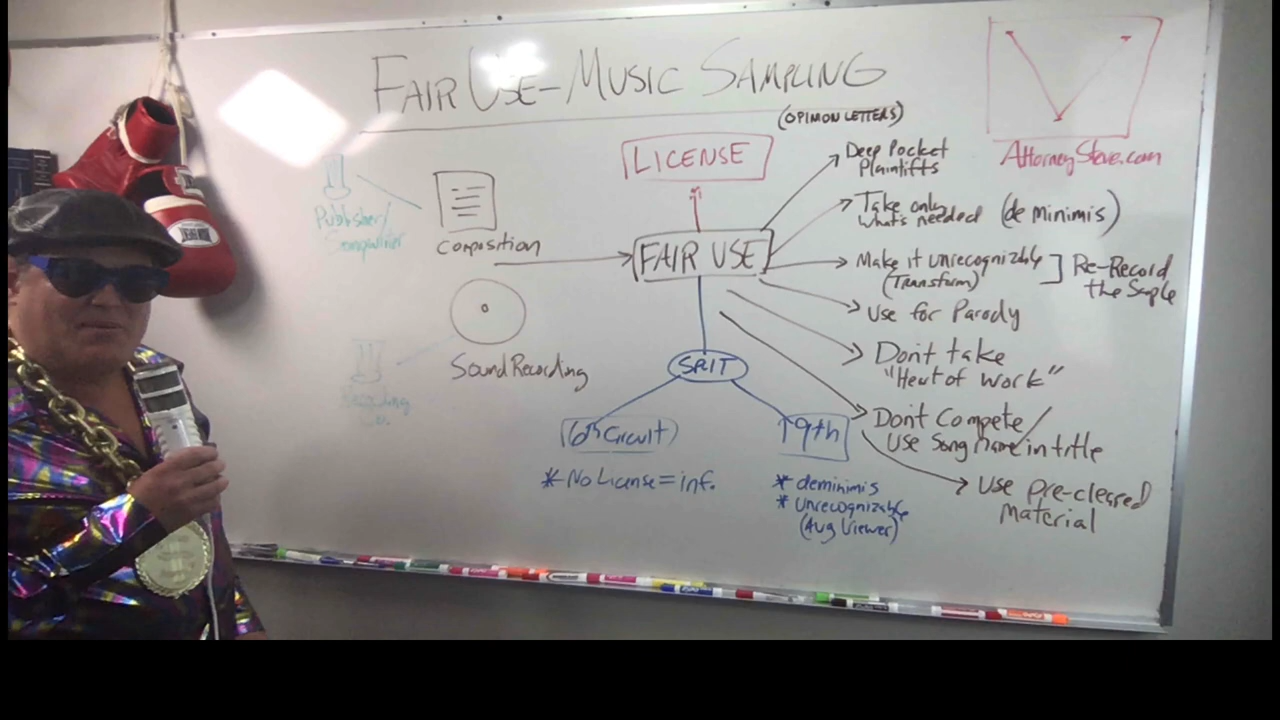 FAIR USE - MUSIC SAMPLING
(OPINION LETTERS)
AttorneySteve.com
LICENSE
Publisher/
Songwriter
Composition
FAIR USE
Deep Pocket
Plaintiffs
Take only
what's needed (de minimis)
Make it unrecognizable
(Transform)
Re-Record
the Sample
Use for Parody
Sound Recording
Don't take
"Heart of Work"
SPLIT
Don't Compete/
Use Song name in title
6th Circuit
9th
* No License = inf.
* deminimis
* unrecognizable
(Avg Viewer)
Use pre-cleared
Material